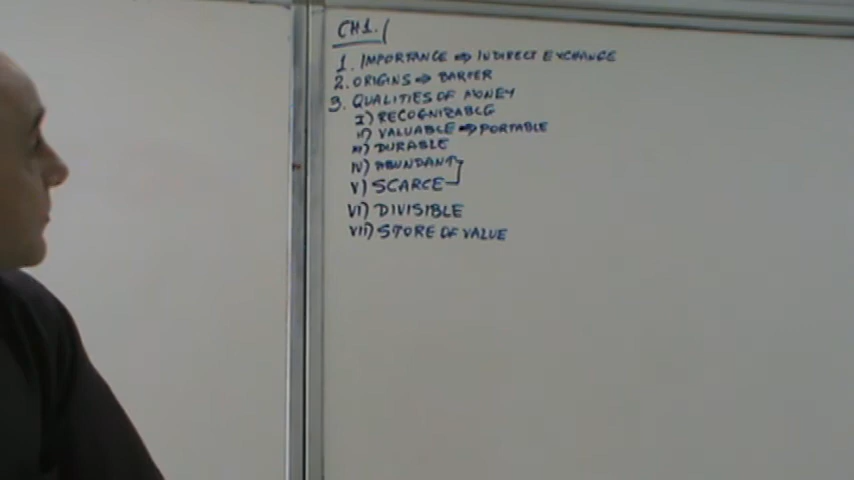 CH1.
1. IMPORTANCE ⇒ INDIRECT EXCHANGE
2. ORIGINS ⇒ BARTER
3. QUALITIES OF MONEY
I) RECOGNIZABLE
II) VALUABLE ⇒ PORTABLE
III) DURABLE
IV) ABUNDANT
V) SCARCE
VI) DIVISIBLE
VII) STORE OF VALUE